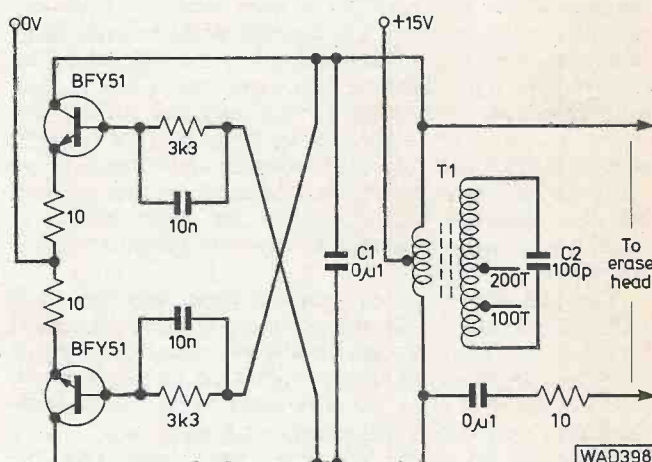 0V
+15V
BFY51
3k3
10n
10
T1
C1
0µ1
C2
100p
200T
100T
To
erase
head
10
10n
BFY51
3k3
0µ1
10
WAD398